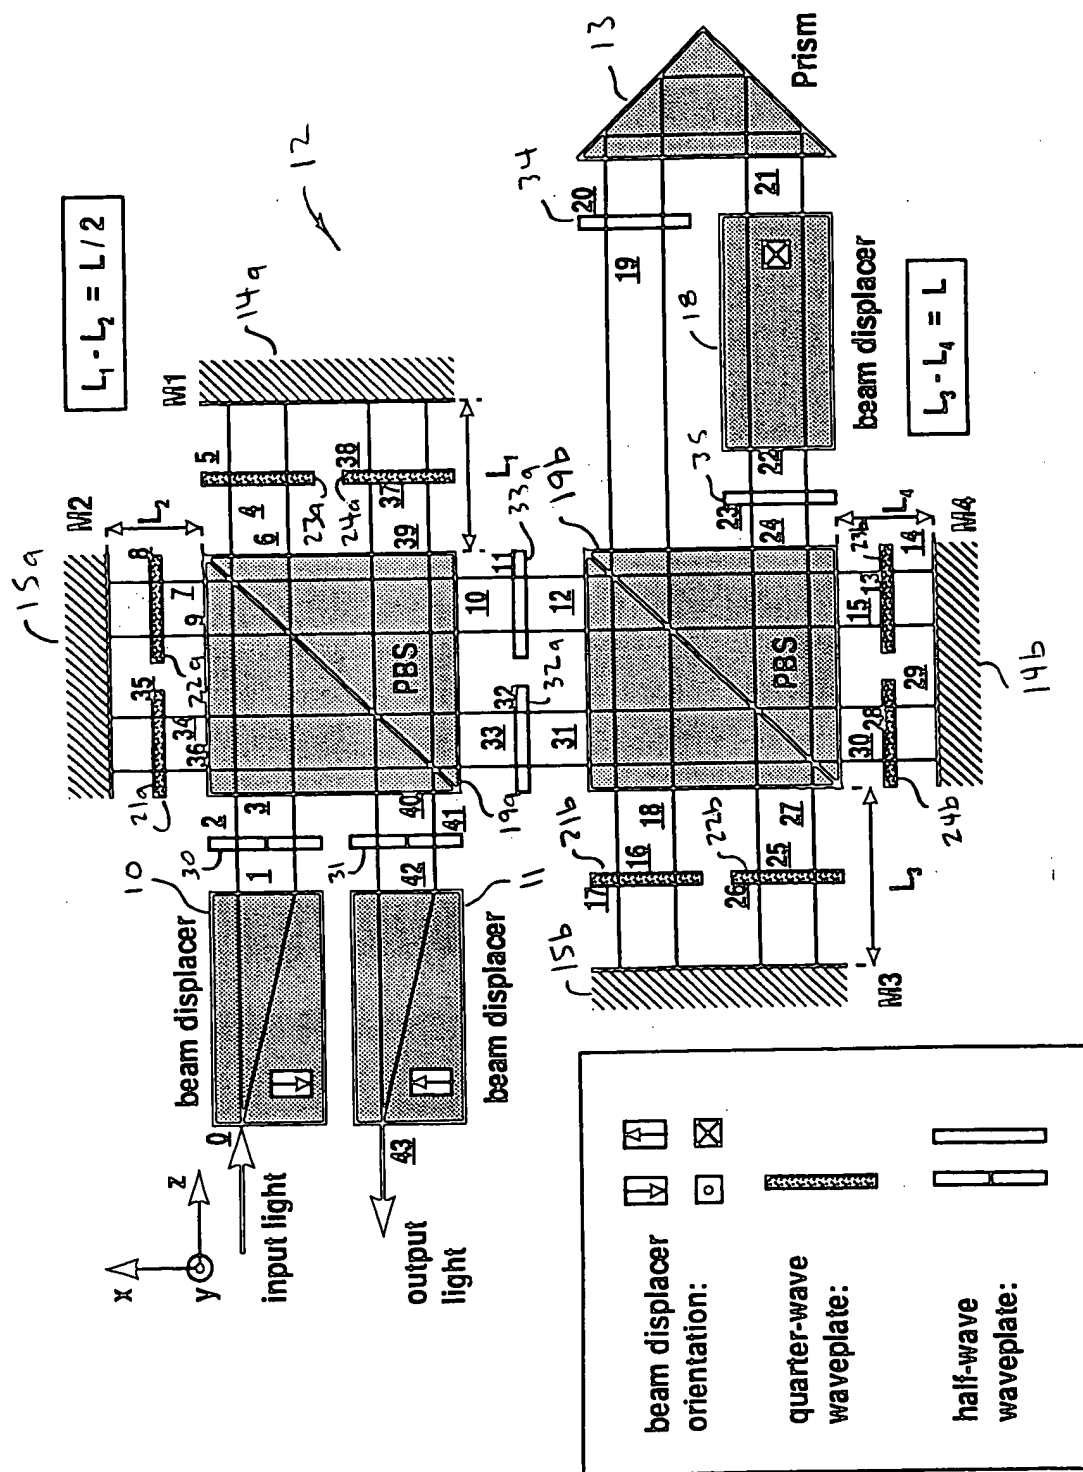 L₁ - L₂ = L/2
12
13
15a
M2
L₂
M1
14a
34
20
Prism
8
35
7
9
22a
34
36
21a
5
4
6
23a
38
24a
37
39
L₁
19
21
18
beam displacer
L₃ - L₄ = L
PBS
10
30
2
3
1
beam displacer
0
input light
x
y
z
40
41
19a
31
42
11
43
output
light
beam displacer
11
10
33a
12
32
33
32a
31
19b
35
22
23
24
PBS
L₄
M4
23b
13
14
15
28
29
30
24b
14b
21b
18
16
17
22b
27
25
26
15b
M3
L₃
beam displacer
orientation:
quarter-wave
waveplate:
half-wave
waveplate: